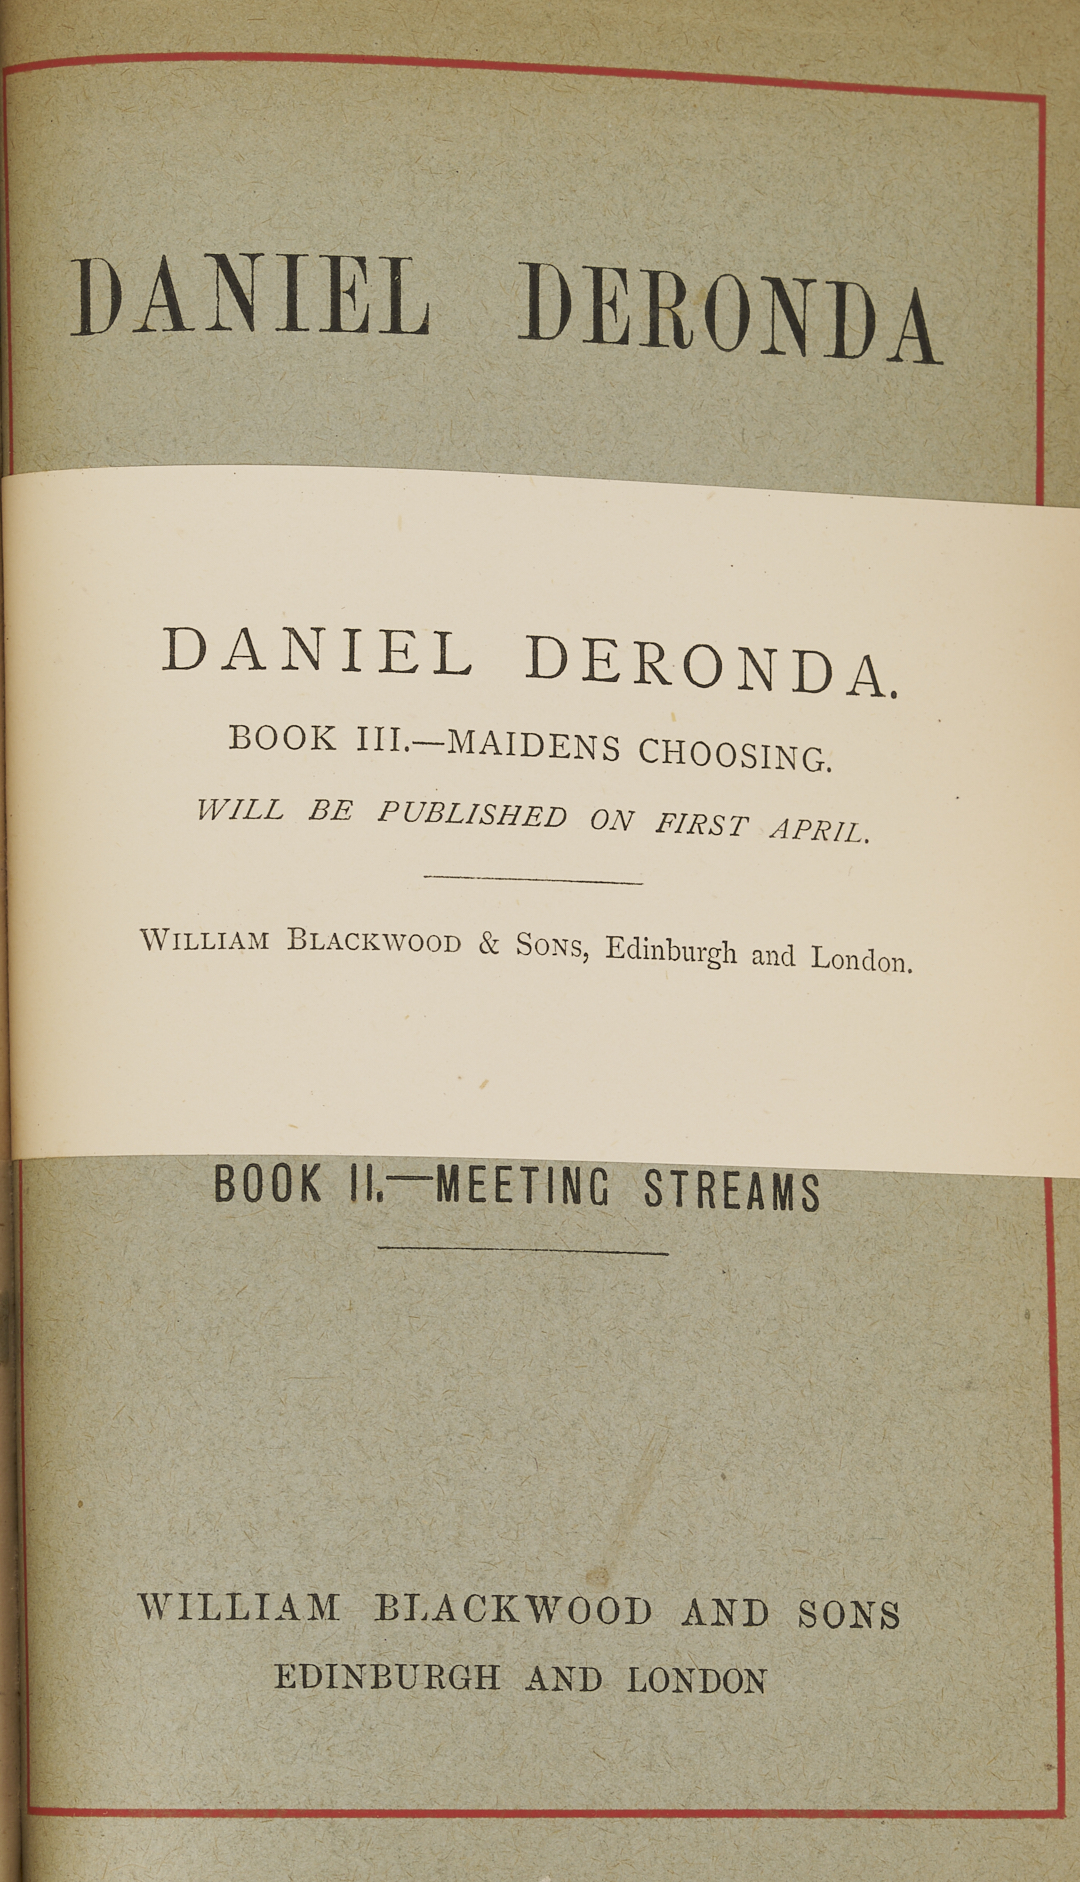 DANIEL DERONDA
DANIEL DERONDA.
BOOK III.—MAIDENS CHOOSING.
WILL BE PUBLISHED ON FIRST APRIL.
WILLIAM BLACKWOOD & SONS, Edinburgh and London.
BOOK II.—MEETING STREAMS
WILLIAM BLACKWOOD AND SONS
EDINBURGH AND LONDON